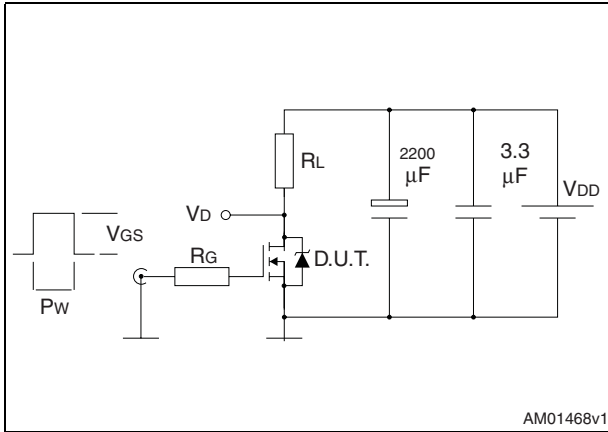 RL
2200
μF
3.3
μF
VDD
VD
VGS
RG
D.U.T.
PW
AM01468v1